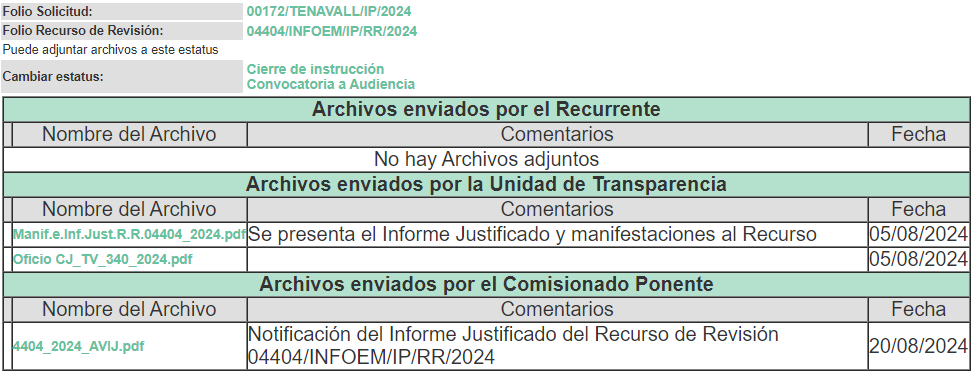 Folio Solicitud: 00172/TENAVALL/IP/2024
Folio Recurso de Revisión: 04404/INFOEM/IP/RR/2024
Puede adjuntar archivos a este estatus
Cambiar estatus: Cierre de instrucción
Convocatoria a Audiencia
Archivos enviados por el Recurrente
Nombre del Archivo Comentarios Fecha
No hay Archivos adjuntos
Archivos enviados por la Unidad de Transparencia
Nombre del Archivo Comentarios Fecha
Manif.e.Inf.Just.R.R.04404_2024.pdf Se presenta el Informe Justificado y manifestaciones al Recurso 05/08/2024
Oficio CJ_TV_340_2024.pdf 05/08/2024
Archivos enviados por el Comisionado Ponente
Nombre del Archivo Comentarios Fecha
4404_2024_AVIJ.pdf Notificación del Informe Justificado del Recurso de Revisión 20/08/2024
04404/INFOEM/IP/RR/2024